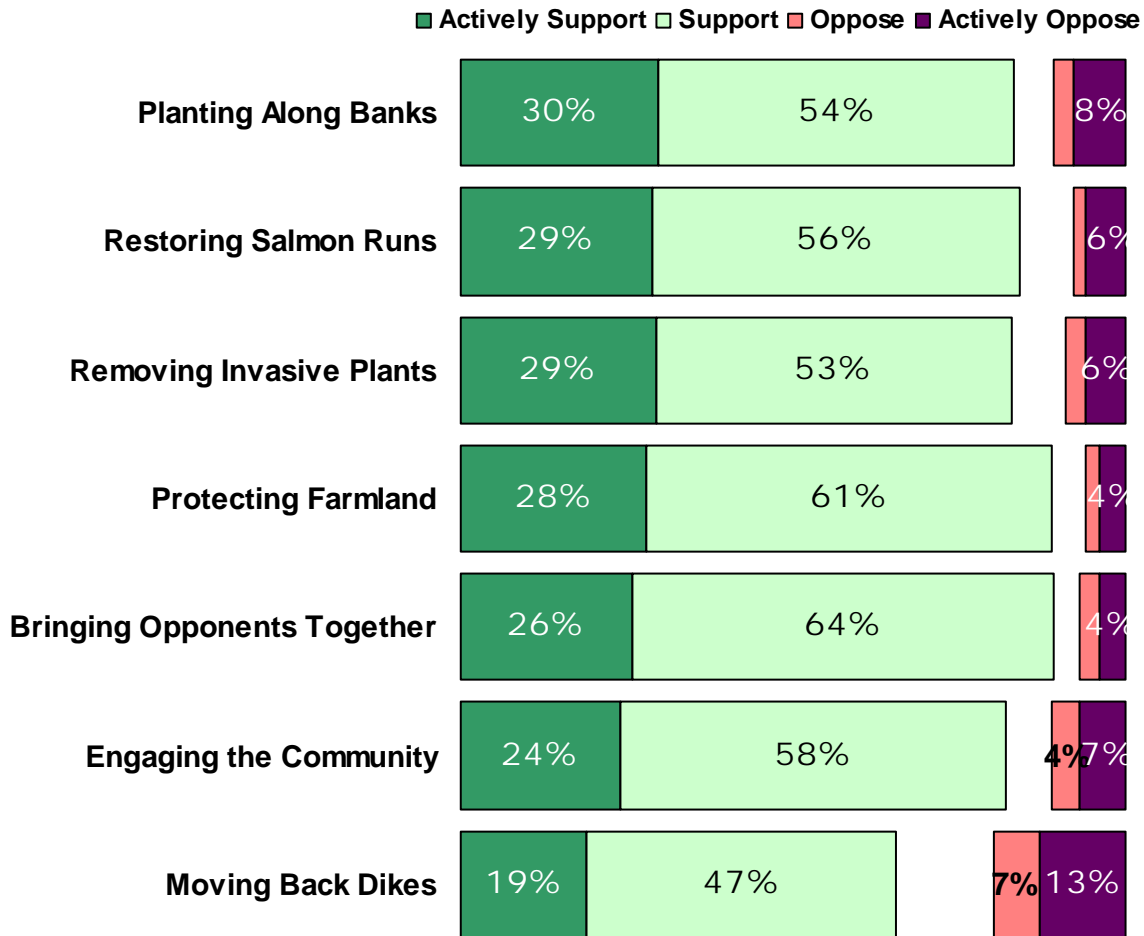 Actively Support Support Oppose Actively Oppose
Planting Along Banks 30% 54% 8%
Restoring Salmon Runs 29% 56% 6%
Removing Invasive Plants 29% 53% 6%
Protecting Farmland 28% 61% 4%
Bringing Opponents Together 26% 64% 4%
Engaging the Community 24% 58% 4% 7%
Moving Back Dikes 19% 47% 7% 13%